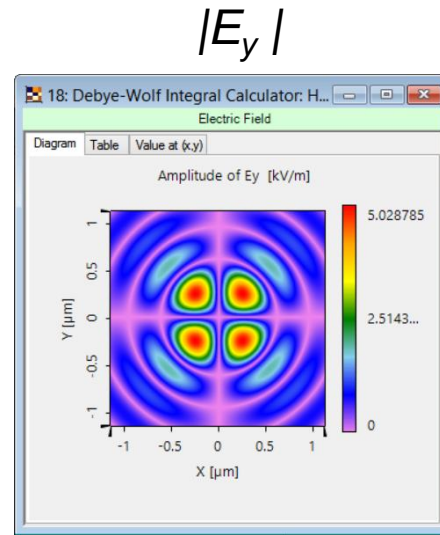 |Ey|
18: Debye-Wolf Integral Calculator: H...
Electric Field
Diagram Table Value at (x,y)
Amplitude of Ey [kV/m]
5.028785
2.5143...
0
Y [µm]
1
0.5
0
-0.5
-1
-1 -0.5 0 0.5 1
X [µm]